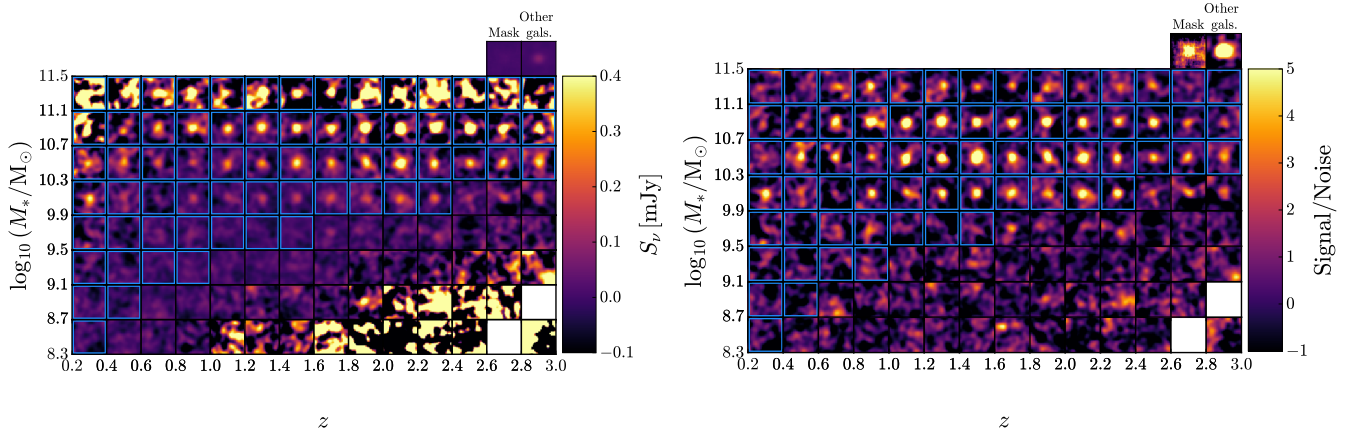 Other
Mask gals.
11.5
11.1
10.7
10.3
9.9
9.5
9.1
8.7
8.3
log₁₀ (M*/M⊙)
0.2 0.4 0.6 0.8 1.0 1.2 1.4 1.6 1.8 2.0 2.2 2.4 2.6 2.8 3.0
z
0.4
0.3
0.2
0.1
0.0
−0.1
Sν [mJy]
Other
Mask gals.
11.5
11.1
10.7
10.3
9.9
9.5
9.1
8.7
8.3
log₁₀ (M*/M⊙)
0.2 0.4 0.6 0.8 1.0 1.2 1.4 1.6 1.8 2.0 2.2 2.4 2.6 2.8 3.0
z
5
4
3
2
1
0
−1
Signal/Noise